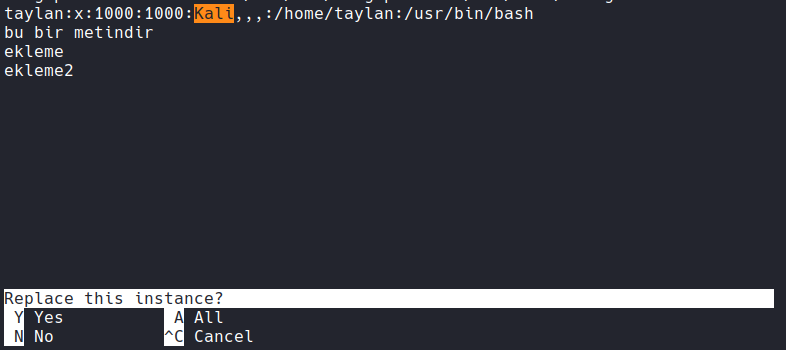 taylan:x:1000:1000:Kali,,,:/home/taylan:/usr/bin/bash
bu bir metindir
ekleme
ekleme2
Replace this instance?
Y Yes A All
N No ^C Cancel